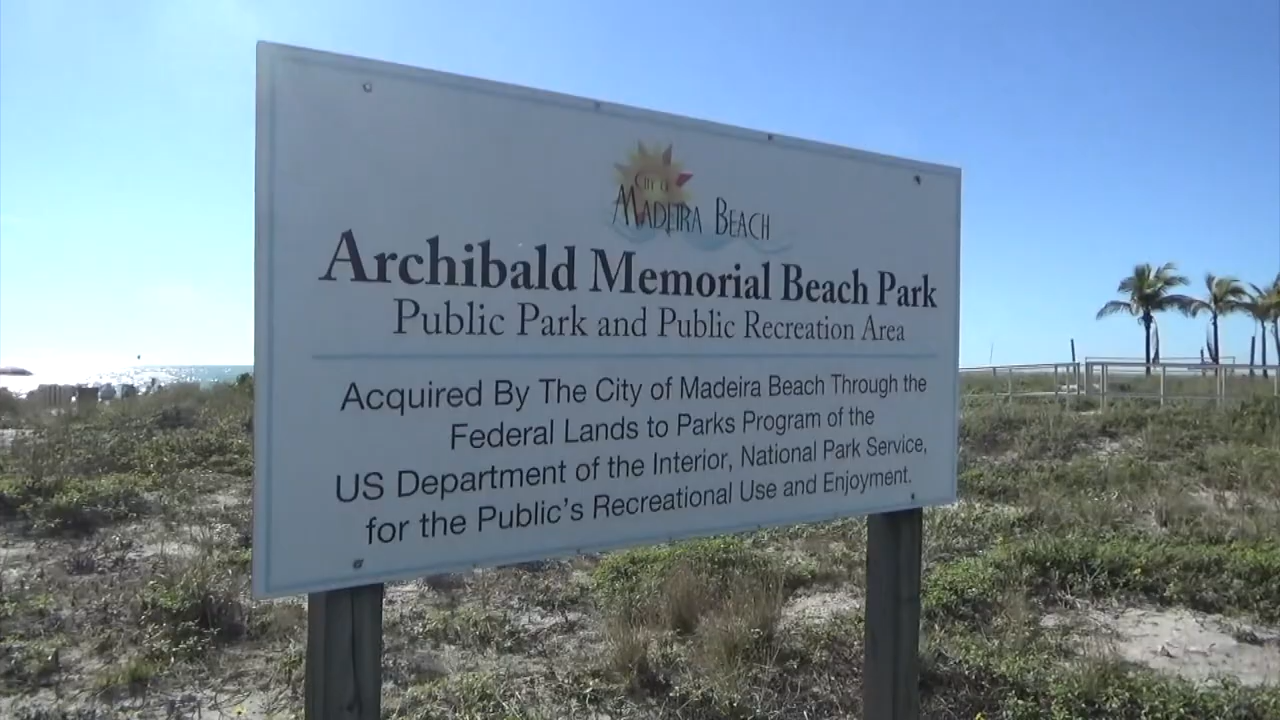 City of
Madeira Beach
Archibald Memorial Beach Park
Public Park and Public Recreation Area
Acquired By The City of Madeira Beach Through the
Federal Lands to Parks Program of the
US Department of the Interior, National Park Service,
for the Public's Recreational Use and Enjoyment.